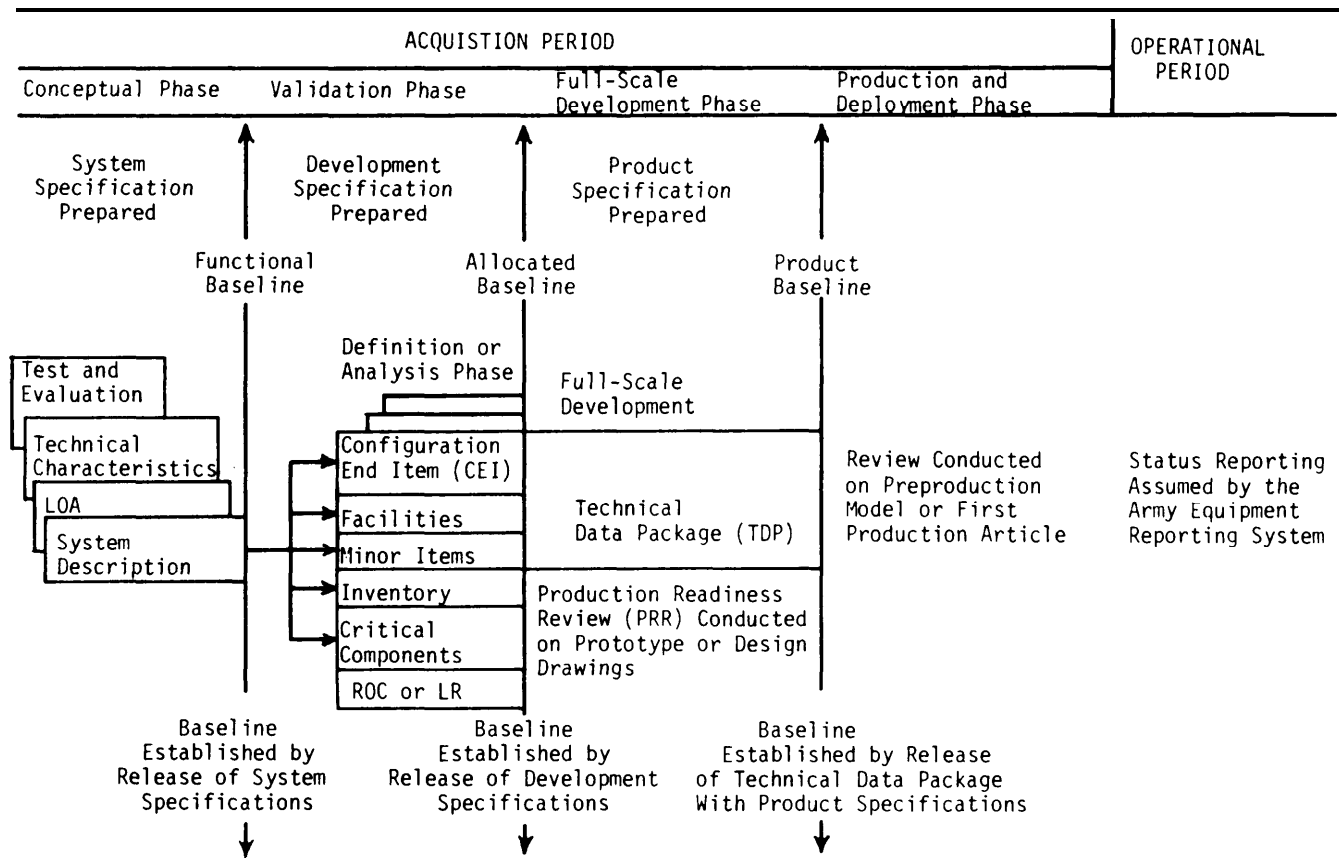 ACQUISTION PERIOD
OPERATIONAL
PERIOD
Conceptual Phase
Validation Phase
Full-Scale
Development Phase
Production and
Deployment Phase
System
Specification
Prepared
Development
Specification
Prepared
Product
Specification
Prepared
Functional
Baseline
Allocated
Baseline
Product
Baseline
Test and
Evaluation
Technical
Characteristics
LOA
System
Description
Definition or
Analysis Phase
Configuration
End Item (CEI)
Facilities
Minor Items
Inventory
Critical
Components
ROC or LR
Full-Scale
Development
Technical
Data Package (TDP)
Production Readiness
Review (PRR) Conducted
on Prototype or Design
Drawings
Review Conducted
on Preproduction
Model or First
Production Article
Status Reporting
Assumed by the
Army Equipment
Reporting System
Baseline
Established by
Release of System
Specifications
Baseline
Established by
Release of Development
Specifications
Baseline
Established by Release
of Technical Data Package
With Product Specifications